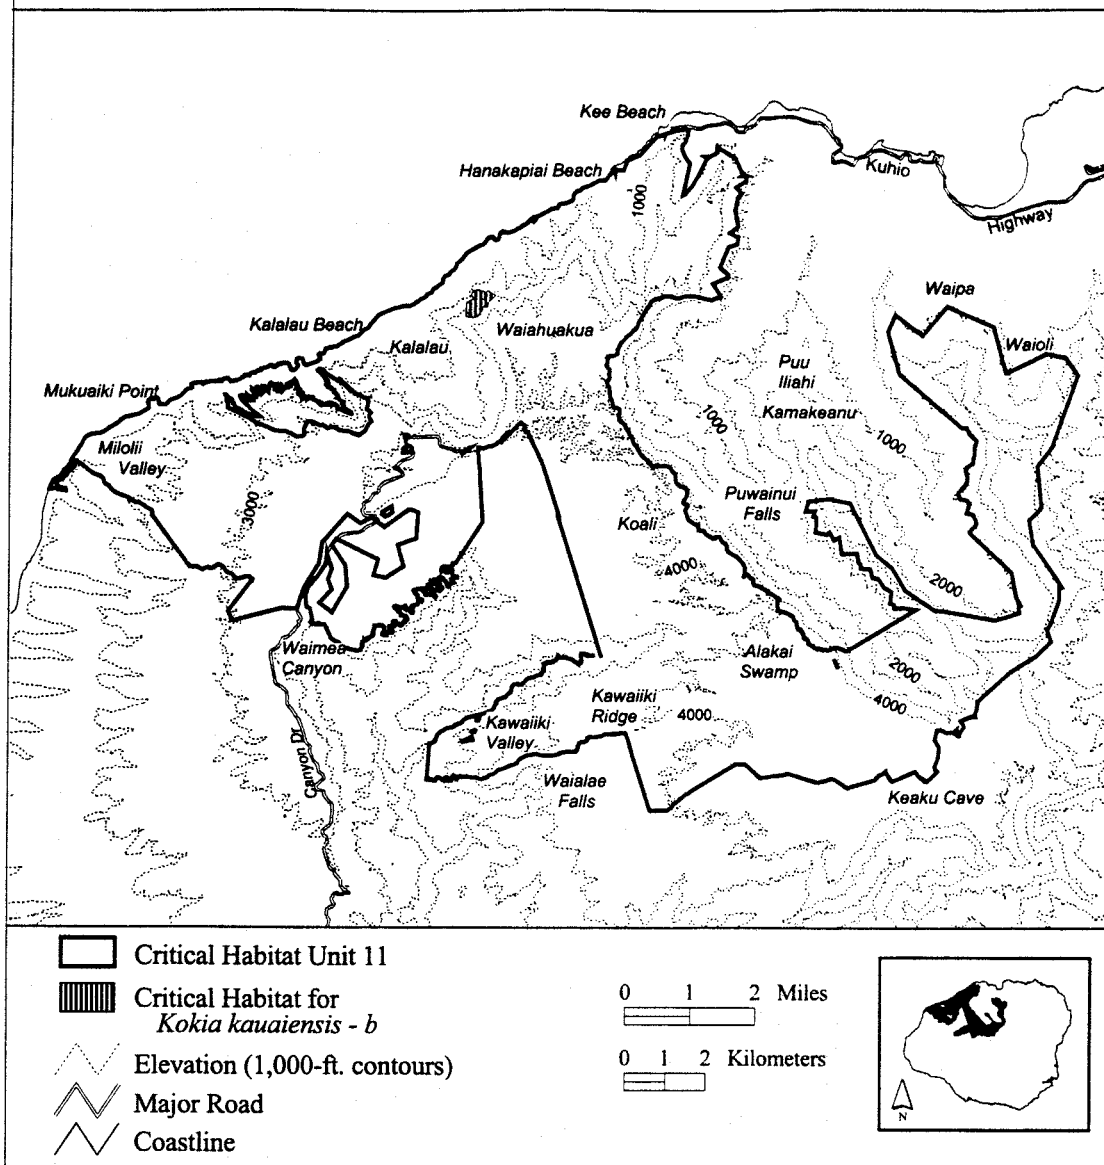 Kee Beach
Hanakapiai Beach
Kuhio
Highway
1000
Waipa
Kalalau Beach
Waiahuakua
Kalalau
Waioli
Puu
Iliahi
Mukuaiki Point
Kamakeanu
1000
1000
Milolii
Valley
3000
Puwainui
Falls
Koali
4000
2000
Waimea
Canyon
Alakai
Swamp
2000
4000
Kawaiiki
Ridge
4000
Kawaiiki
Valley
Canyon Dr
Waialae
Falls
Keaku Cave
Critical Habitat Unit 11
Critical Habitat for
Kokia kauaiensis - b
Elevation (1,000-ft. contours)
Major Road
Coastline
0 1 2 Miles
0 1 2 Kilometers
N